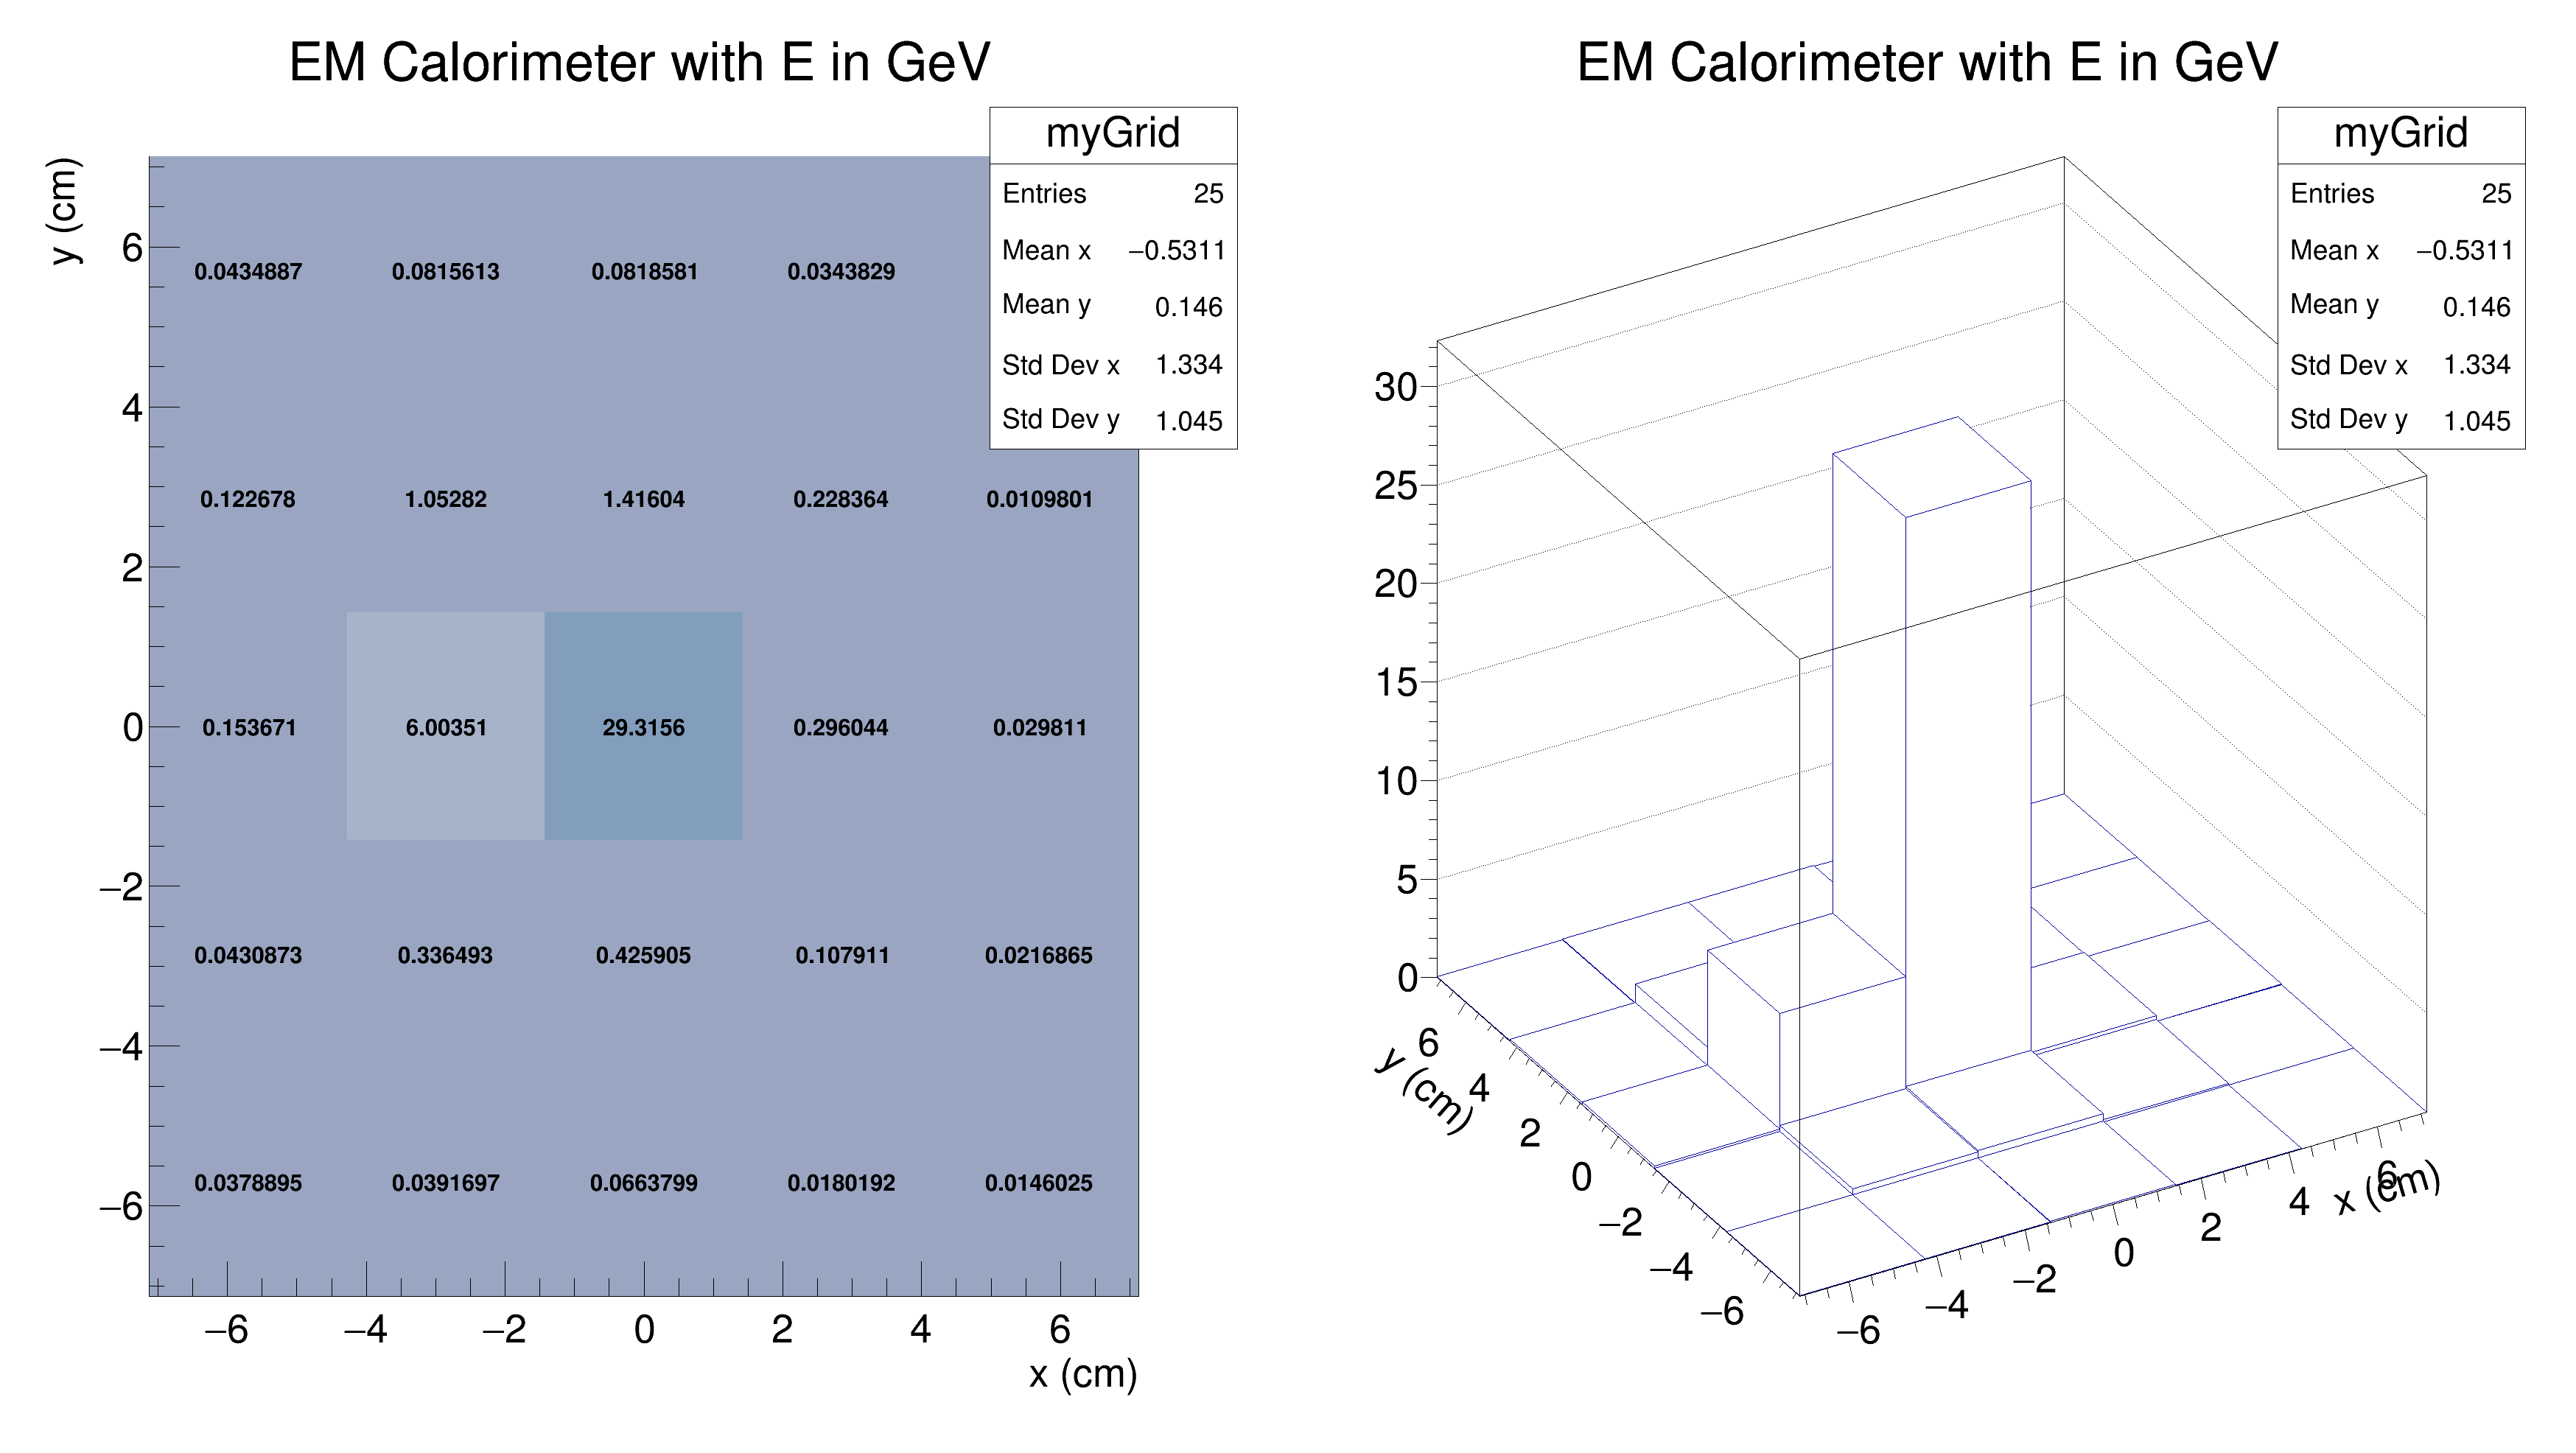 EM Calorimeter with E in GeV
myGrid
Entries 25
Mean x −0.5311
Mean y 0.146
Std Dev x 1.334
Std Dev y 1.045
y (cm)
6
0.0434887 0.0815613 0.0818581 0.0343829
4
0.122678 1.05282 1.41604 0.228364 0.0109801
2
0 0.153671 6.00351 29.3156 0.296044 0.029811
−2
0.0430873 0.336493 0.425905 0.107911 0.0216865
−4
0.0378895 0.0391697 0.0663799 0.0180192 0.0146025
−6
−6 −4 −2 0 2 4 6
x (cm)
EM Calorimeter with E in GeV
myGrid
Entries 25
Mean x −0.5311
Mean y 0.146
Std Dev x 1.334
Std Dev y 1.045
30
25
20
15
10
5
0
y (cm)
6
4
2
0
−2
−4
−6
−6
−4
−2
0
2
4
6
x (cm)